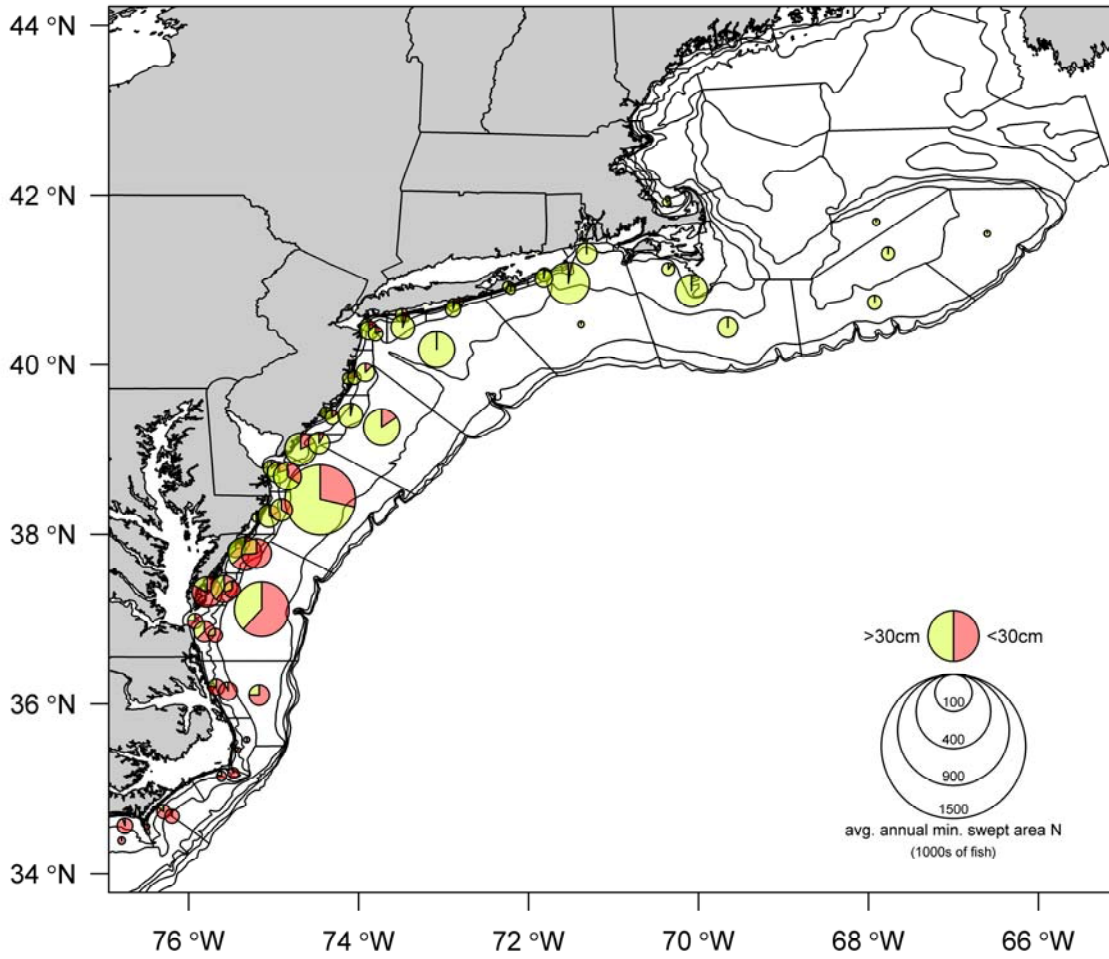 44 °N
42 °N
40 °N
38 °N
36 °N
34 °N
>30cm <30cm
100
400
900
1500
avg. annual min. swept area N
(1000s of fish)
76 °W 74 °W 72 °W 70 °W 68 °W 66 °W